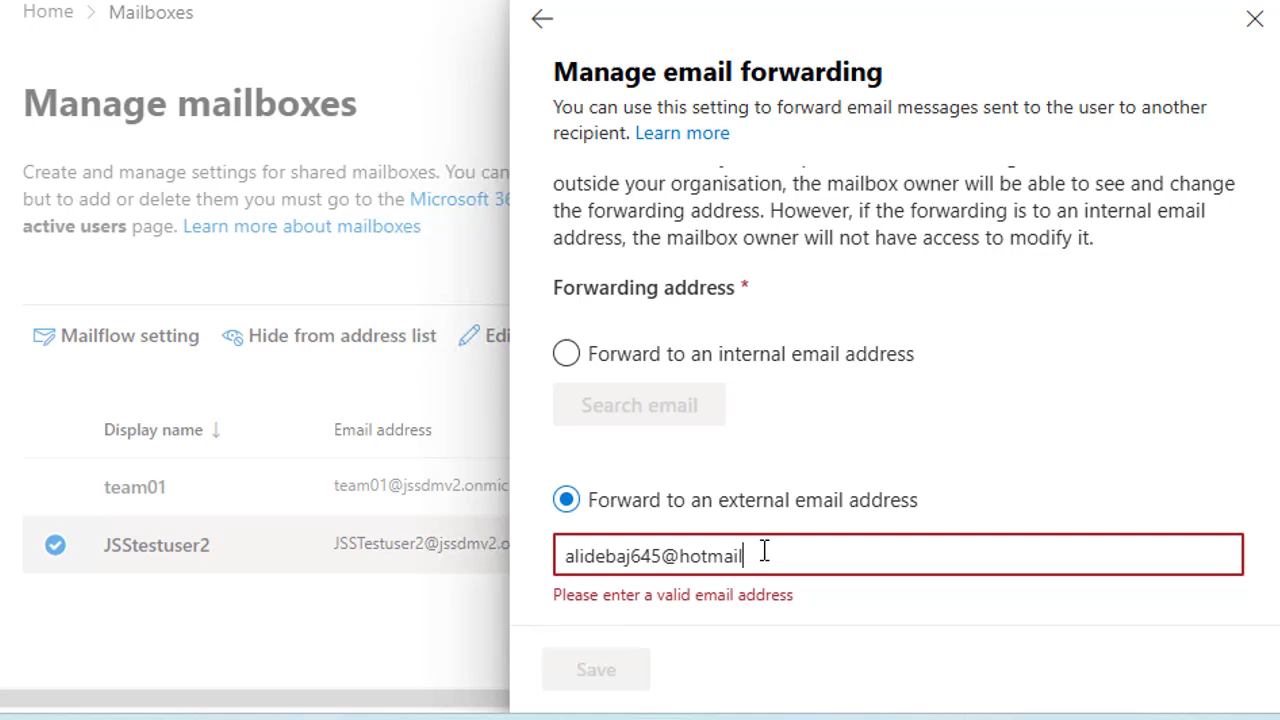 Home > Mailboxes
Manage mailboxes
Create and manage settings for shared mailboxes. You can
but to add or delete them you must go to the Microsoft 36
active users page. Learn more about mailboxes
Mailflow setting Hide from address list Edi
Display name ↓ Email address
team01 team01@jssdmv2.onmic
JSStestuser2 JSSTestuser2@jssdmv2.o
Manage email forwarding
You can use this setting to forward email messages sent to the user to another
recipient. Learn more
outside your organisation, the mailbox owner will be able to see and change
the forwarding address. However, if the forwarding is to an internal email
address, the mailbox owner will not have access to modify it.
Forwarding address *
Forward to an internal email address
Search email
Forward to an external email address
alidebaj645@hotmail
Please enter a valid email address
Save